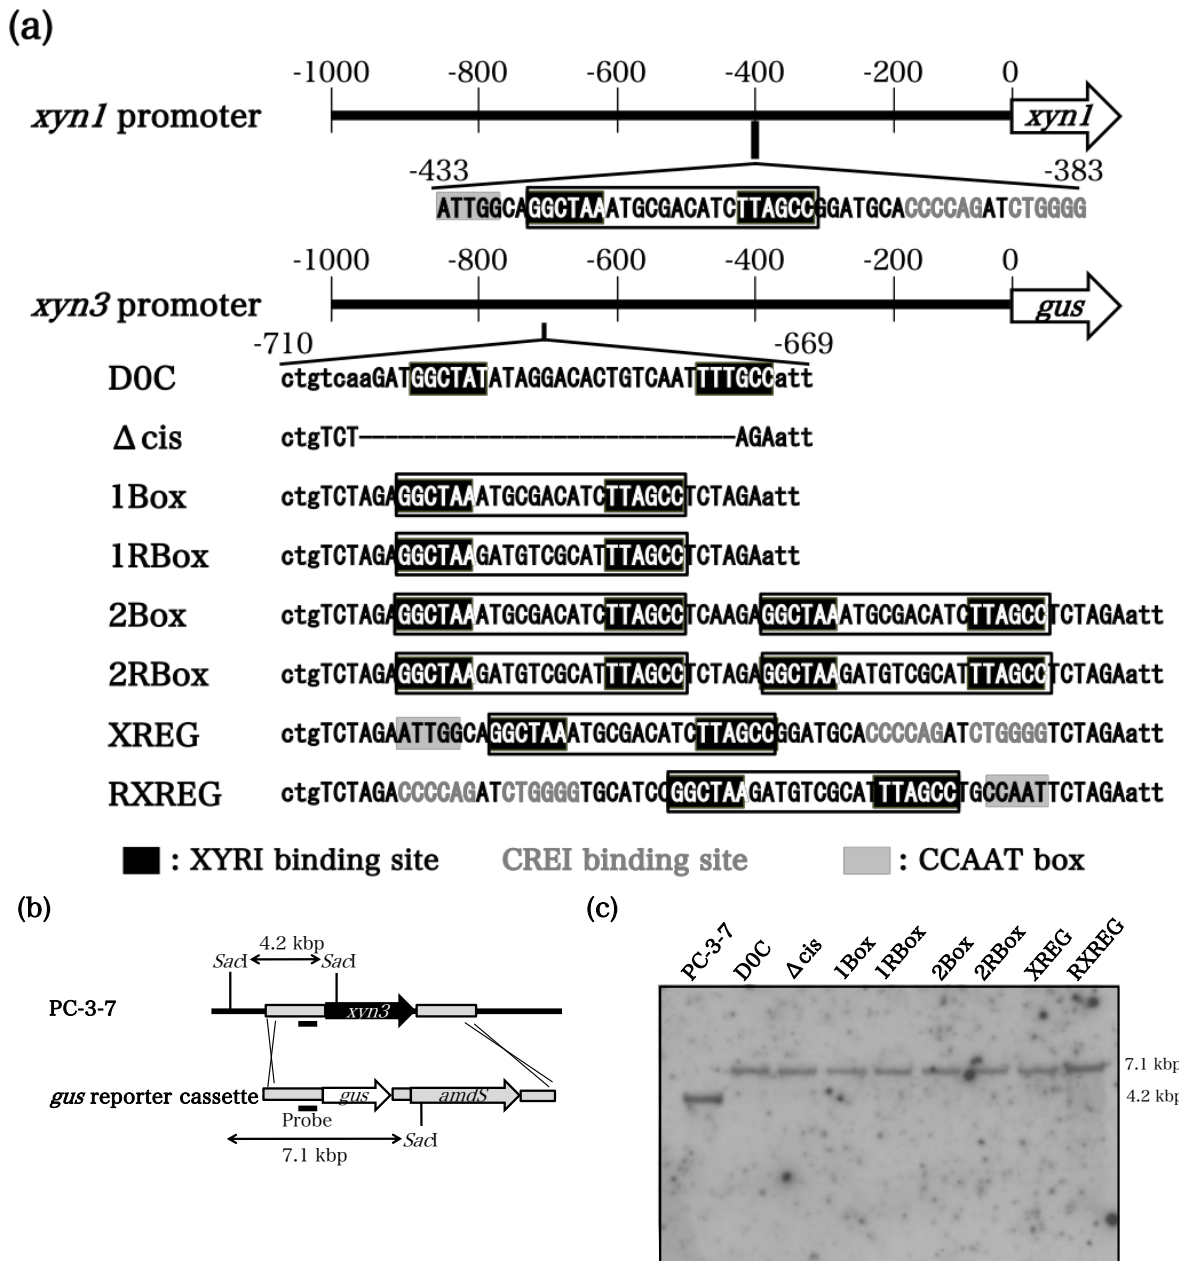 (a)
-1000 -800 -600 -400 -200 0
xyn1 promoter xyn1
-433 -383
ATTGGCAGGCTAAATGCGACATCTTAGCCGGATGCACCCCAGATCTGGGG
-1000 -800 -600 -400 -200 0
xyn3 promoter gus
-710 -669
D0C ctgtcaaGATGGCTATATAGGACACTGTCAATTTTGCCatt
Δcis ctgTCT-----------------------------AGAatt
1Box ctgTCTAGAGGCTAAATGCGACATCTTAGCCTCTAGAatt
1RBox ctgTCTAGAGGCTAAGATGTCGCATTTAGCCTCTAGAatt
2Box ctgTCTAGAGGCTAAATGCGACATCTTAGCCTCAAGAGGCTAAATGCGACATCTTAGCCTCTAGAatt
2RBox ctgTCTAGAGGCTAAGATGTCGCATTTAGCCTCTAGAGGCTAAGATGTCGCATTTAGCCTCTAGAatt
XREG ctgTCTAGAATTGGCAGGCTAAATGCGACATCTTAGCCGGATGCACCCCAGATCTGGGGTCTAGAatt
RXREG ctgTCTAGACCCCAGATCTGGGGTGCATCCGGCTAAGATGTCGCATTTAGCCTGCCAATTCTAGAatt
: XYRI binding site CREI binding site : CCAAT box
(b)
4.2 kbp
SacI SacI
PC-3-7 xyn3
gus reporter cassette gus amdS
Probe
SacI
7.1 kbp
(c)
PC-3-7 D0C Δcis 1Box 1RBox 2Box 2RBox XREG RXREG
7.1 kbp
4.2 kbp